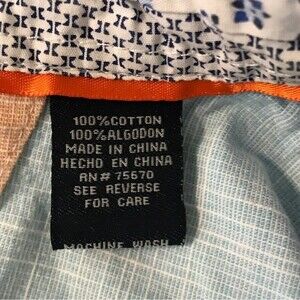 100%COTTON
100%ALGODON
MADE IN CHINA
HECHO EN CHINA
RN# 75670
SEE REVERSE
FOR CARE
MACHINE WASH